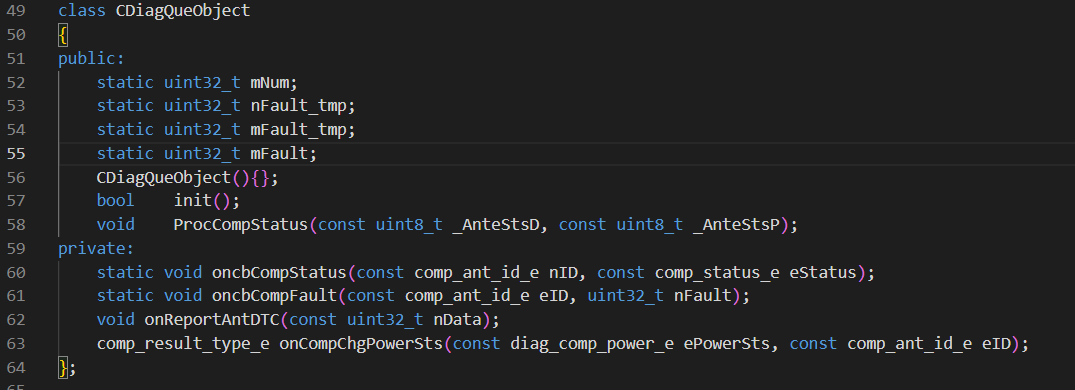 49 class CDiagQueObject
50 {
51 public:
52     static uint32_t mNum;
53     static uint32_t nFault_tmp;
54     static uint32_t mFault_tmp;
55     static uint32_t mFault;
56     CDiagQueObject(){};
57     bool    init();
58     void    ProcCompStatus(const uint8_t _AnteStsD, const uint8_t _AnteStsP);
59 private:
60     static void oncbCompStatus(const comp_ant_id_e nID, const comp_status_e eStatus);
61     static void oncbCompFault(const comp_ant_id_e eID, uint32_t nFault);
62     void onReportAntDTC(const uint32_t nData);
63     comp_result_type_e onCompChgPowerSts(const diag_comp_power_e ePowerSts, const comp_ant_id_e eID);
64 };